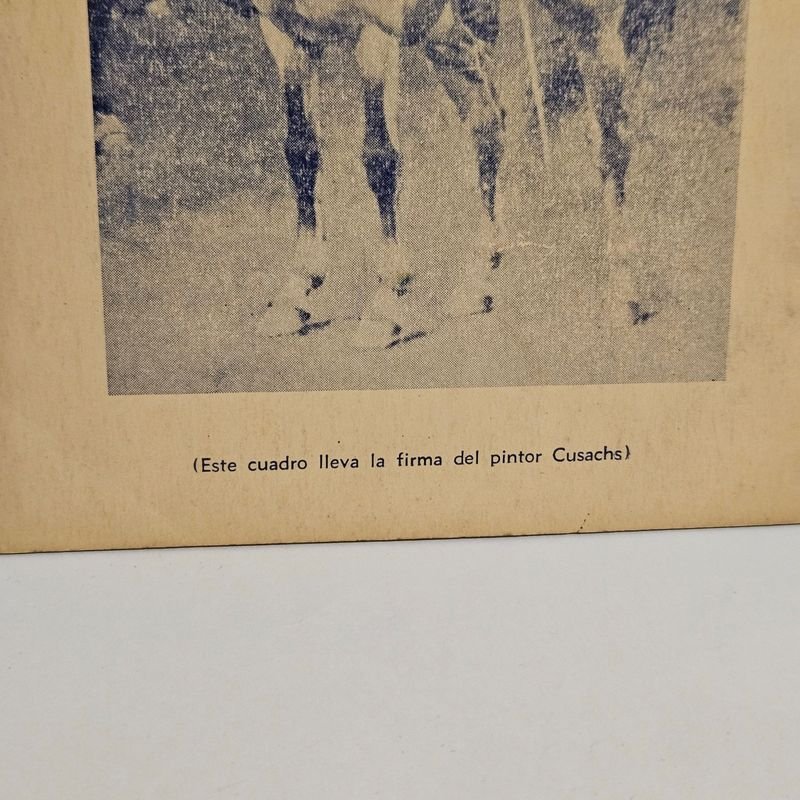 (Este cuadro lleva la firma del pintor Cusachs)